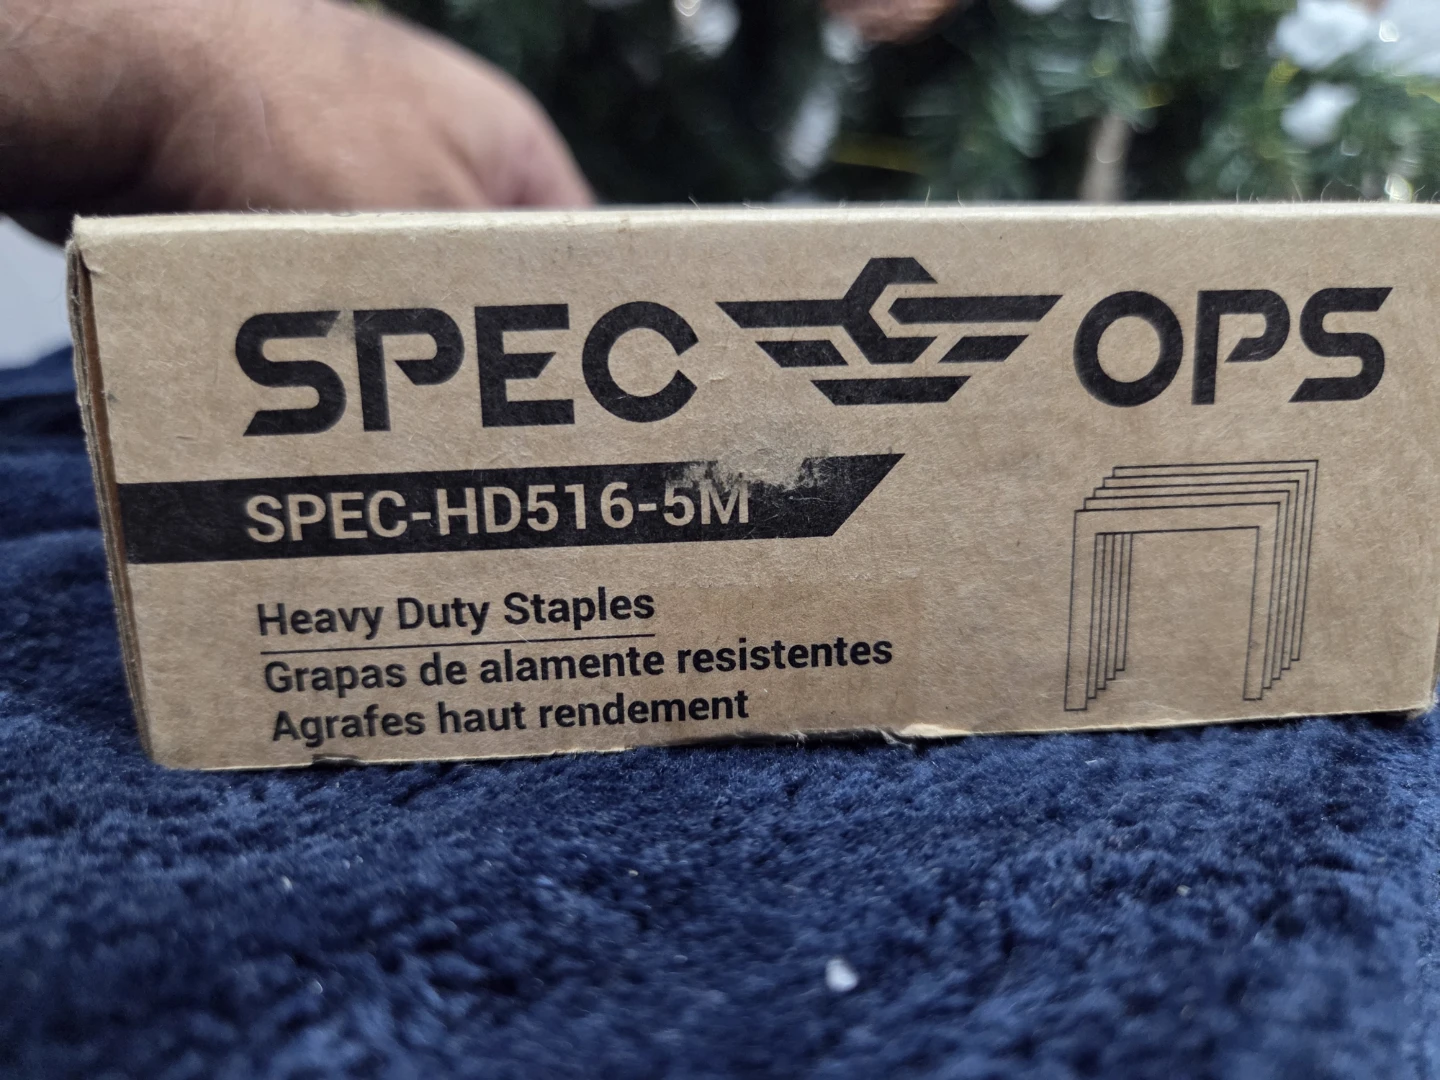 SPEC OPS
SPEC-HD516-5M
Heavy Duty Staples
Grapas de alamente resistentes
Agrafes haut rendement